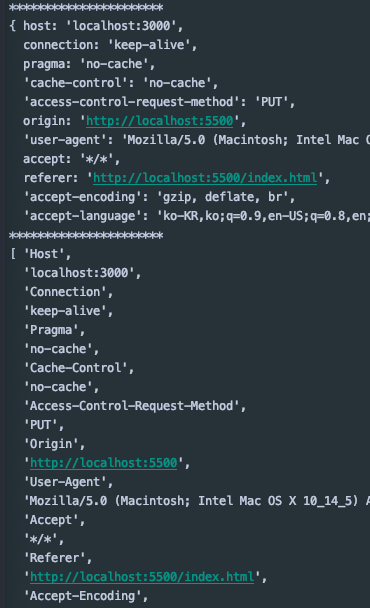 **********************
{ host: 'localhost:3000',
connection: 'keep-alive',
pragma: 'no-cache',
'cache-control': 'no-cache',
'access-control-request-method': 'PUT',
origin: 'http://localhost:5500',
'user-agent': 'Mozilla/5.0 (Macintosh; Intel Mac O
accept: '*/*',
referer: 'http://localhost:5500/index.html',
'accept-encoding': 'gzip, deflate, br',
'accept-language': 'ko-KR,ko;q=0.9,en-US;q=0.8,en;
**********************
[ 'Host',
'localhost:3000',
'Connection',
'keep-alive',
'Pragma',
'no-cache',
'Cache-Control',
'no-cache',
'Access-Control-Request-Method',
'PUT',
'Origin',
'http://localhost:5500',
'User-Agent',
'Mozilla/5.0 (Macintosh; Intel Mac OS X 10_14_5) A
'Accept',
'*/*',
'Referer',
'http://localhost:5500/index.html',
'Accept-Encoding',